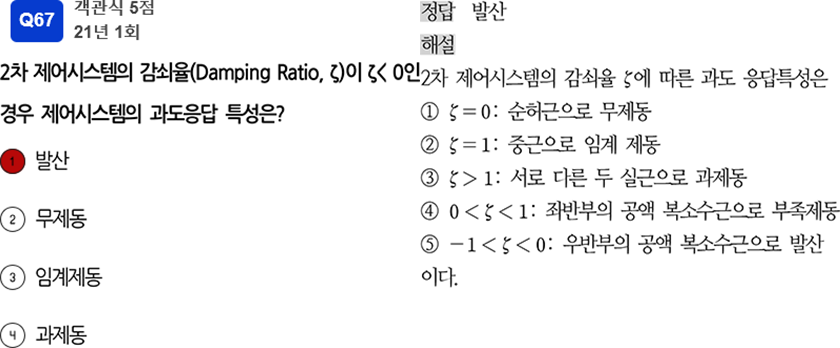 Q67
객관식 5점
21년 1회
2차 제어시스템의 감쇠율(Damping Ratio, ζ)이 ζ< 0인
경우 제어시스템의 과도응답 특성은?
1 발산
② 무제동
③ 임계제동
④ 과제동
정답 발산
해설
2차 제어시스템의 감쇠율 ζ에 따른 과도 응답특성은
① ζ=0: 순허근으로 무제동
② ζ=1: 중근으로 임계 제동
③ ζ>1: 서로 다른 두 실근으로 과제동
④ 0<ζ<1: 좌반부의 공액 복소수근으로 부족제동
⑤ -1<ζ<0: 우반부의 공액 복소수근으로 발산
이다.